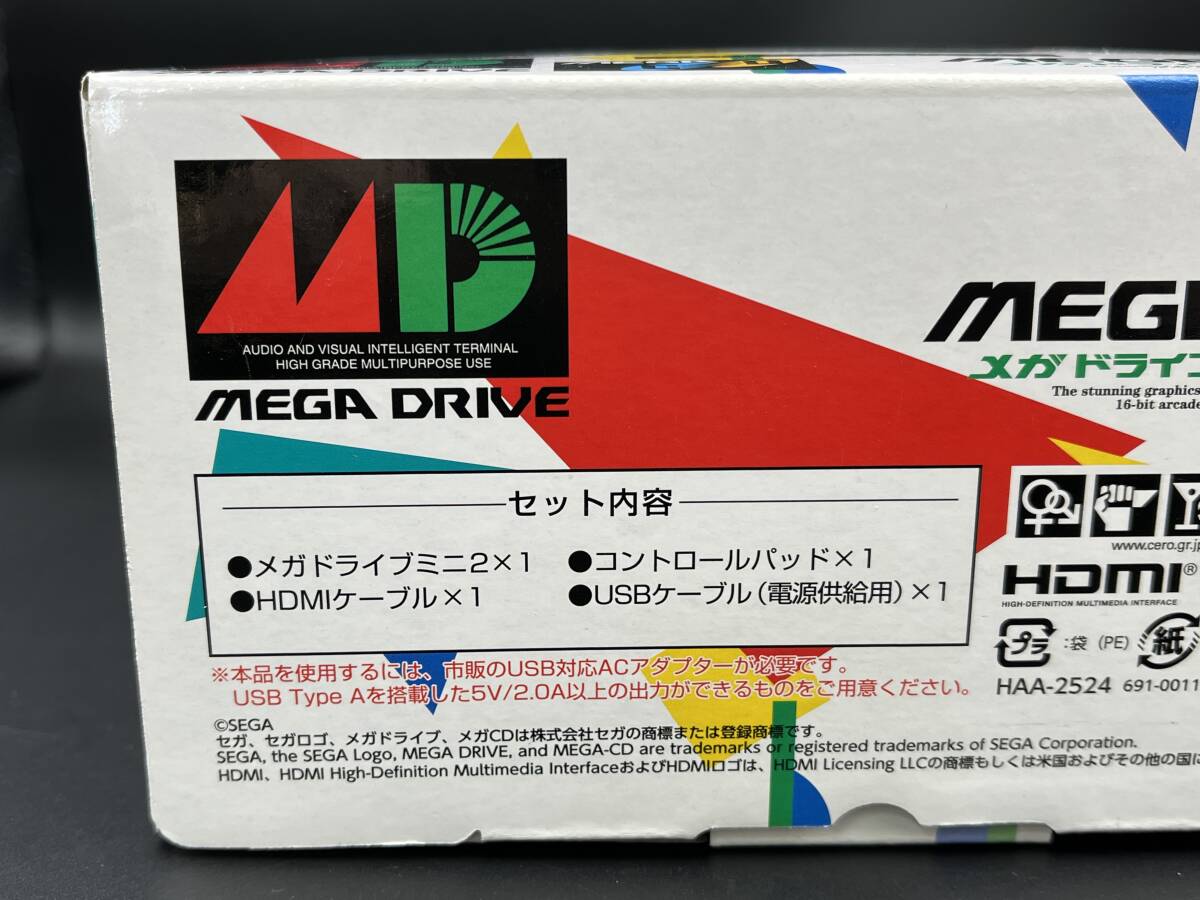 AUDIO AND VISUAL INTELLIGENT TERMINAL
HIGH GRADE MULTIPURPOSE USE
MEGA DRIVE
MEG
メガ ドライ
The stunning graphics
16-bit arcade
セット内容
●メガドライブミニ2×1
●コントロールパッド×1
●HDMIケーブル×1
●USBケーブル（電源供給用）×1
www.cero.gr.jp
HDMI®
HIGH-DEFINITION MULTIMEDIA INTERFACE
プラ :袋 (PE) 紙
HAA-2524 691-0011
※本品を使用するには、市販のUSB対応ACアダプターが必要です。
USB Type Aを搭載した5V/2.0A以上の出力ができるものをご用意ください。
©SEGA
セガ、セガロゴ、メガドライブ、メガCDは株式会社セガの商標または登録商標です。
SEGA, the SEGA Logo, MEGA DRIVE, and MEGA-CD are trademarks or registered trademarks of SEGA Corporation.
HDMI、HDMI High-Definition Multimedia InterfaceおよびHDMIロゴは、HDMI Licensing LLCの商標もしくは米国およびその他の国に